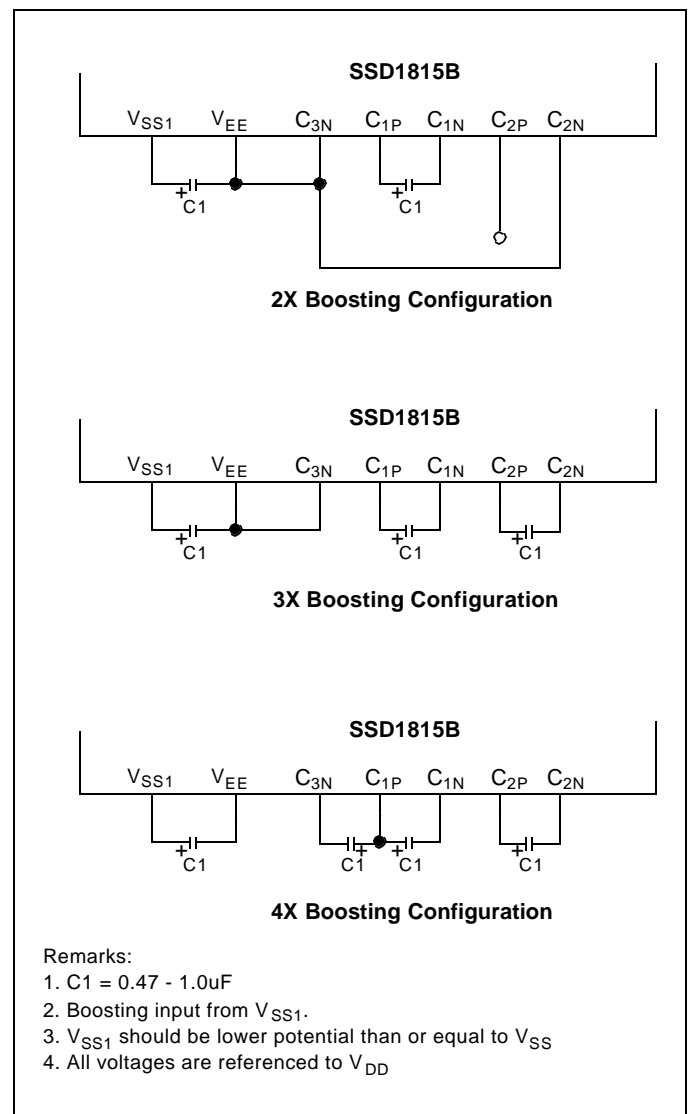 SSD1815B
VSS1 VEE C3N C1P C1N C2P C2N
+ +
C1 C1
2X Boosting Configuration
SSD1815B
VSS1 VEE C3N C1P C1N C2P C2N
+ + +
C1 C1 C1
3X Boosting Configuration
SSD1815B
VSS1 VEE C3N C1P C1N C2P C2N
+ + + +
C1 C1 C1 C1
4X Boosting Configuration
Remarks:
1. C1 = 0.47 - 1.0uF
2. Boosting input from VSS1.
3. VSS1 should be lower potential than or equal to VSS
4. All voltages are referenced to VDD